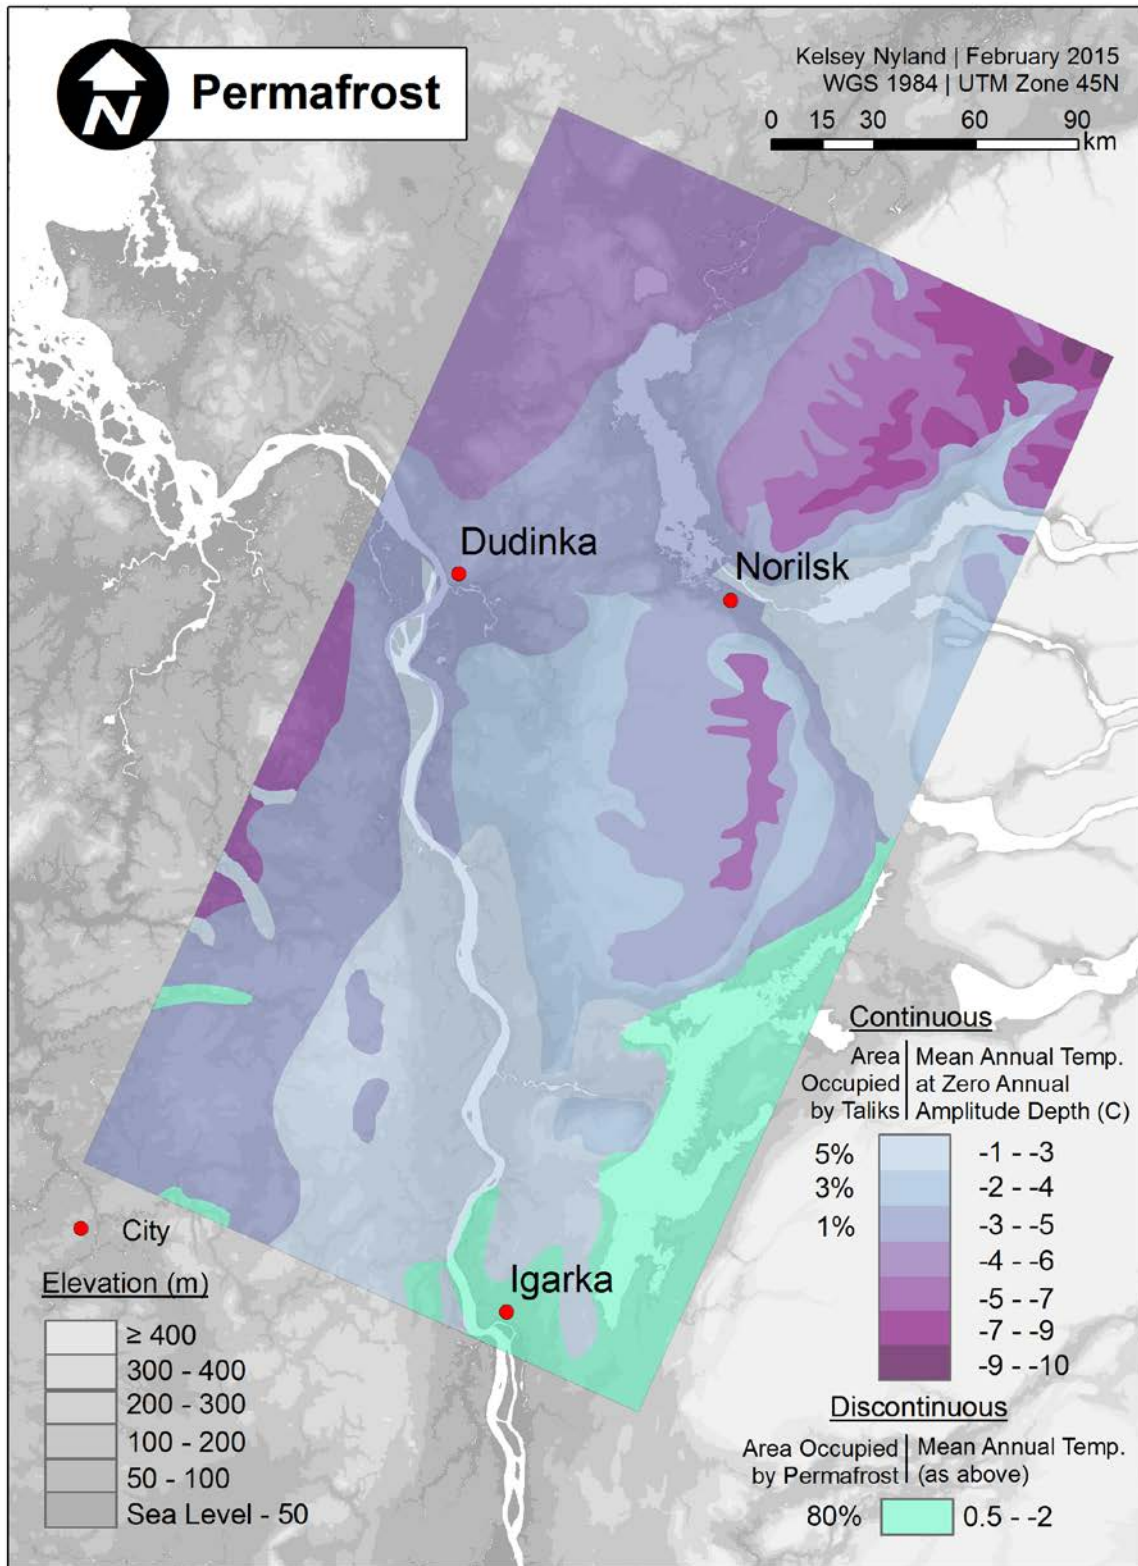 N
Permafrost
Kelsey Nyland | February 2015
WGS 1984 | UTM Zone 45N
0 15 30 60 90
km
Dudinka
Norilsk
Igarka
City
Elevation (m)
≥ 400
300 - 400
200 - 300
100 - 200
50 - 100
Sea Level - 50
Continuous
Area Occupied by Taliks | Mean Annual Temp. at Zero Annual Amplitude Depth (C)
5% -1 - -3
3% -2 - -4
1% -3 - -5
-4 - -6
-5 - -7
-7 - -9
-9 - -10
Discontinuous
Area Occupied by Permafrost | Mean Annual Temp. (as above)
80% 0.5 - -2